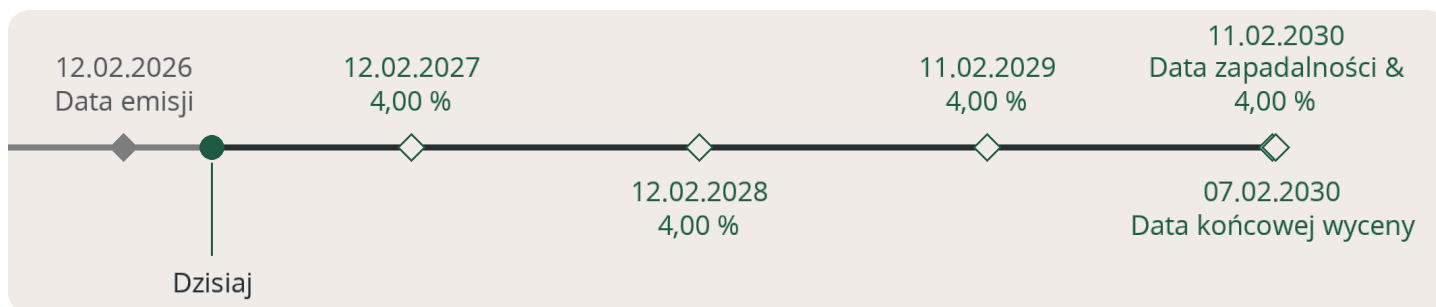 12.02.2026
Data emisji
12.02.2027
4,00 %
11.02.2029
4,00 %
11.02.2030
Data zapadalności &
4,00 %
12.02.2028
4,00 %
07.02.2030
Data końcowej wyceny
Dzisiaj